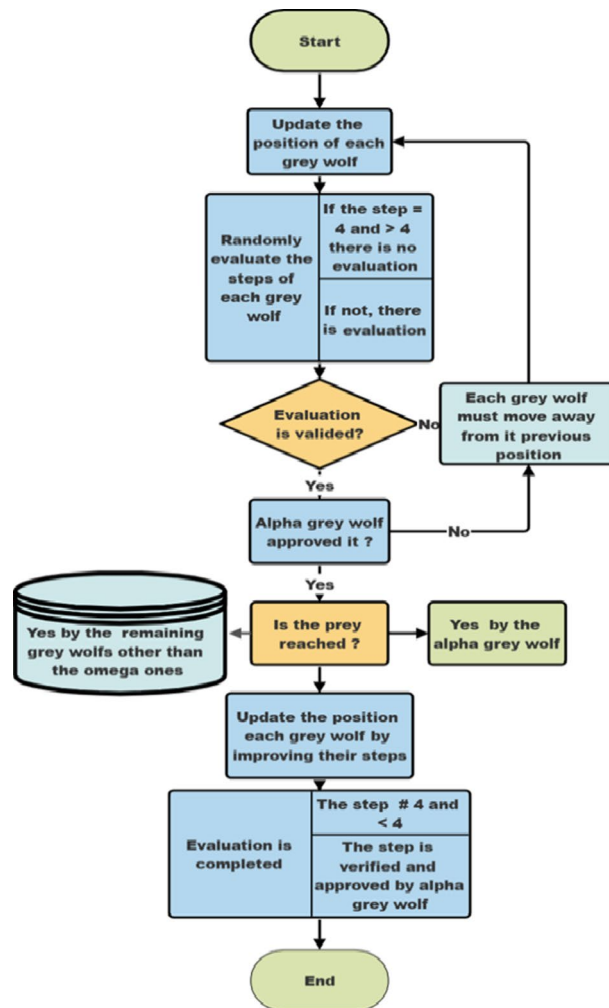 Start
Update the
position of each
grey wolf
Randomly
evaluate the
steps of
each grey
wolf
If the step =
4 and > 4
there is no
evaluation
If not, there
is evaluation
Evaluation
is valided?
No
Each grey wolf
must move away
from it previous
position
Yes
Alpha grey wolf
approved it ?
No
Yes
Yes by the remaining
grey wolfs other than
the omega ones
Is the prey
reached ?
Yes by the
alpha grey wolf
Update the position
each grey wolf by
improving their steps
Evaluation is
completed
The step # 4 and
< 4
The step is
verified and
approved by alpha
grey wolf
End